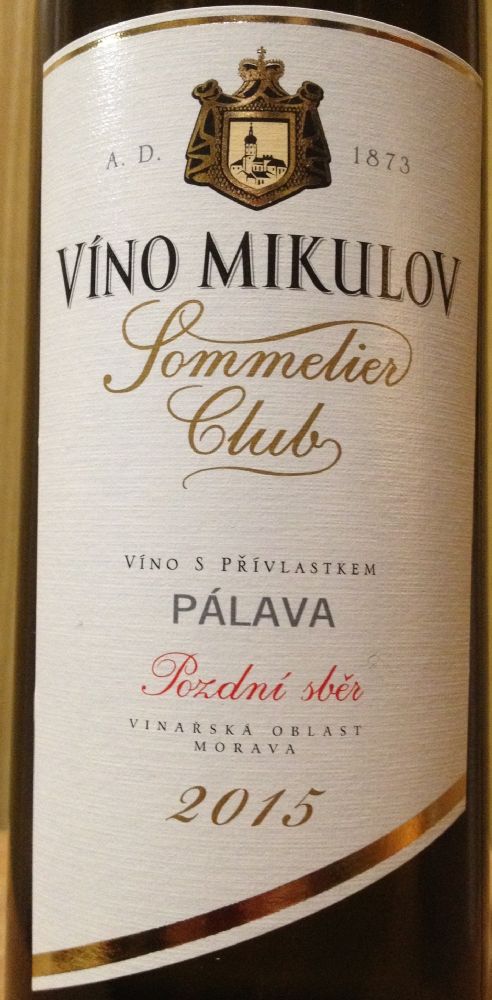 A. D. 1873
VÍNO MIKULOV
Sommelier
Club
VÍNO S PŘÍVLASTKEM
PÁLAVA
Pozdní sběr
VINAŘSKÁ OBLAST
MORAVA
2015